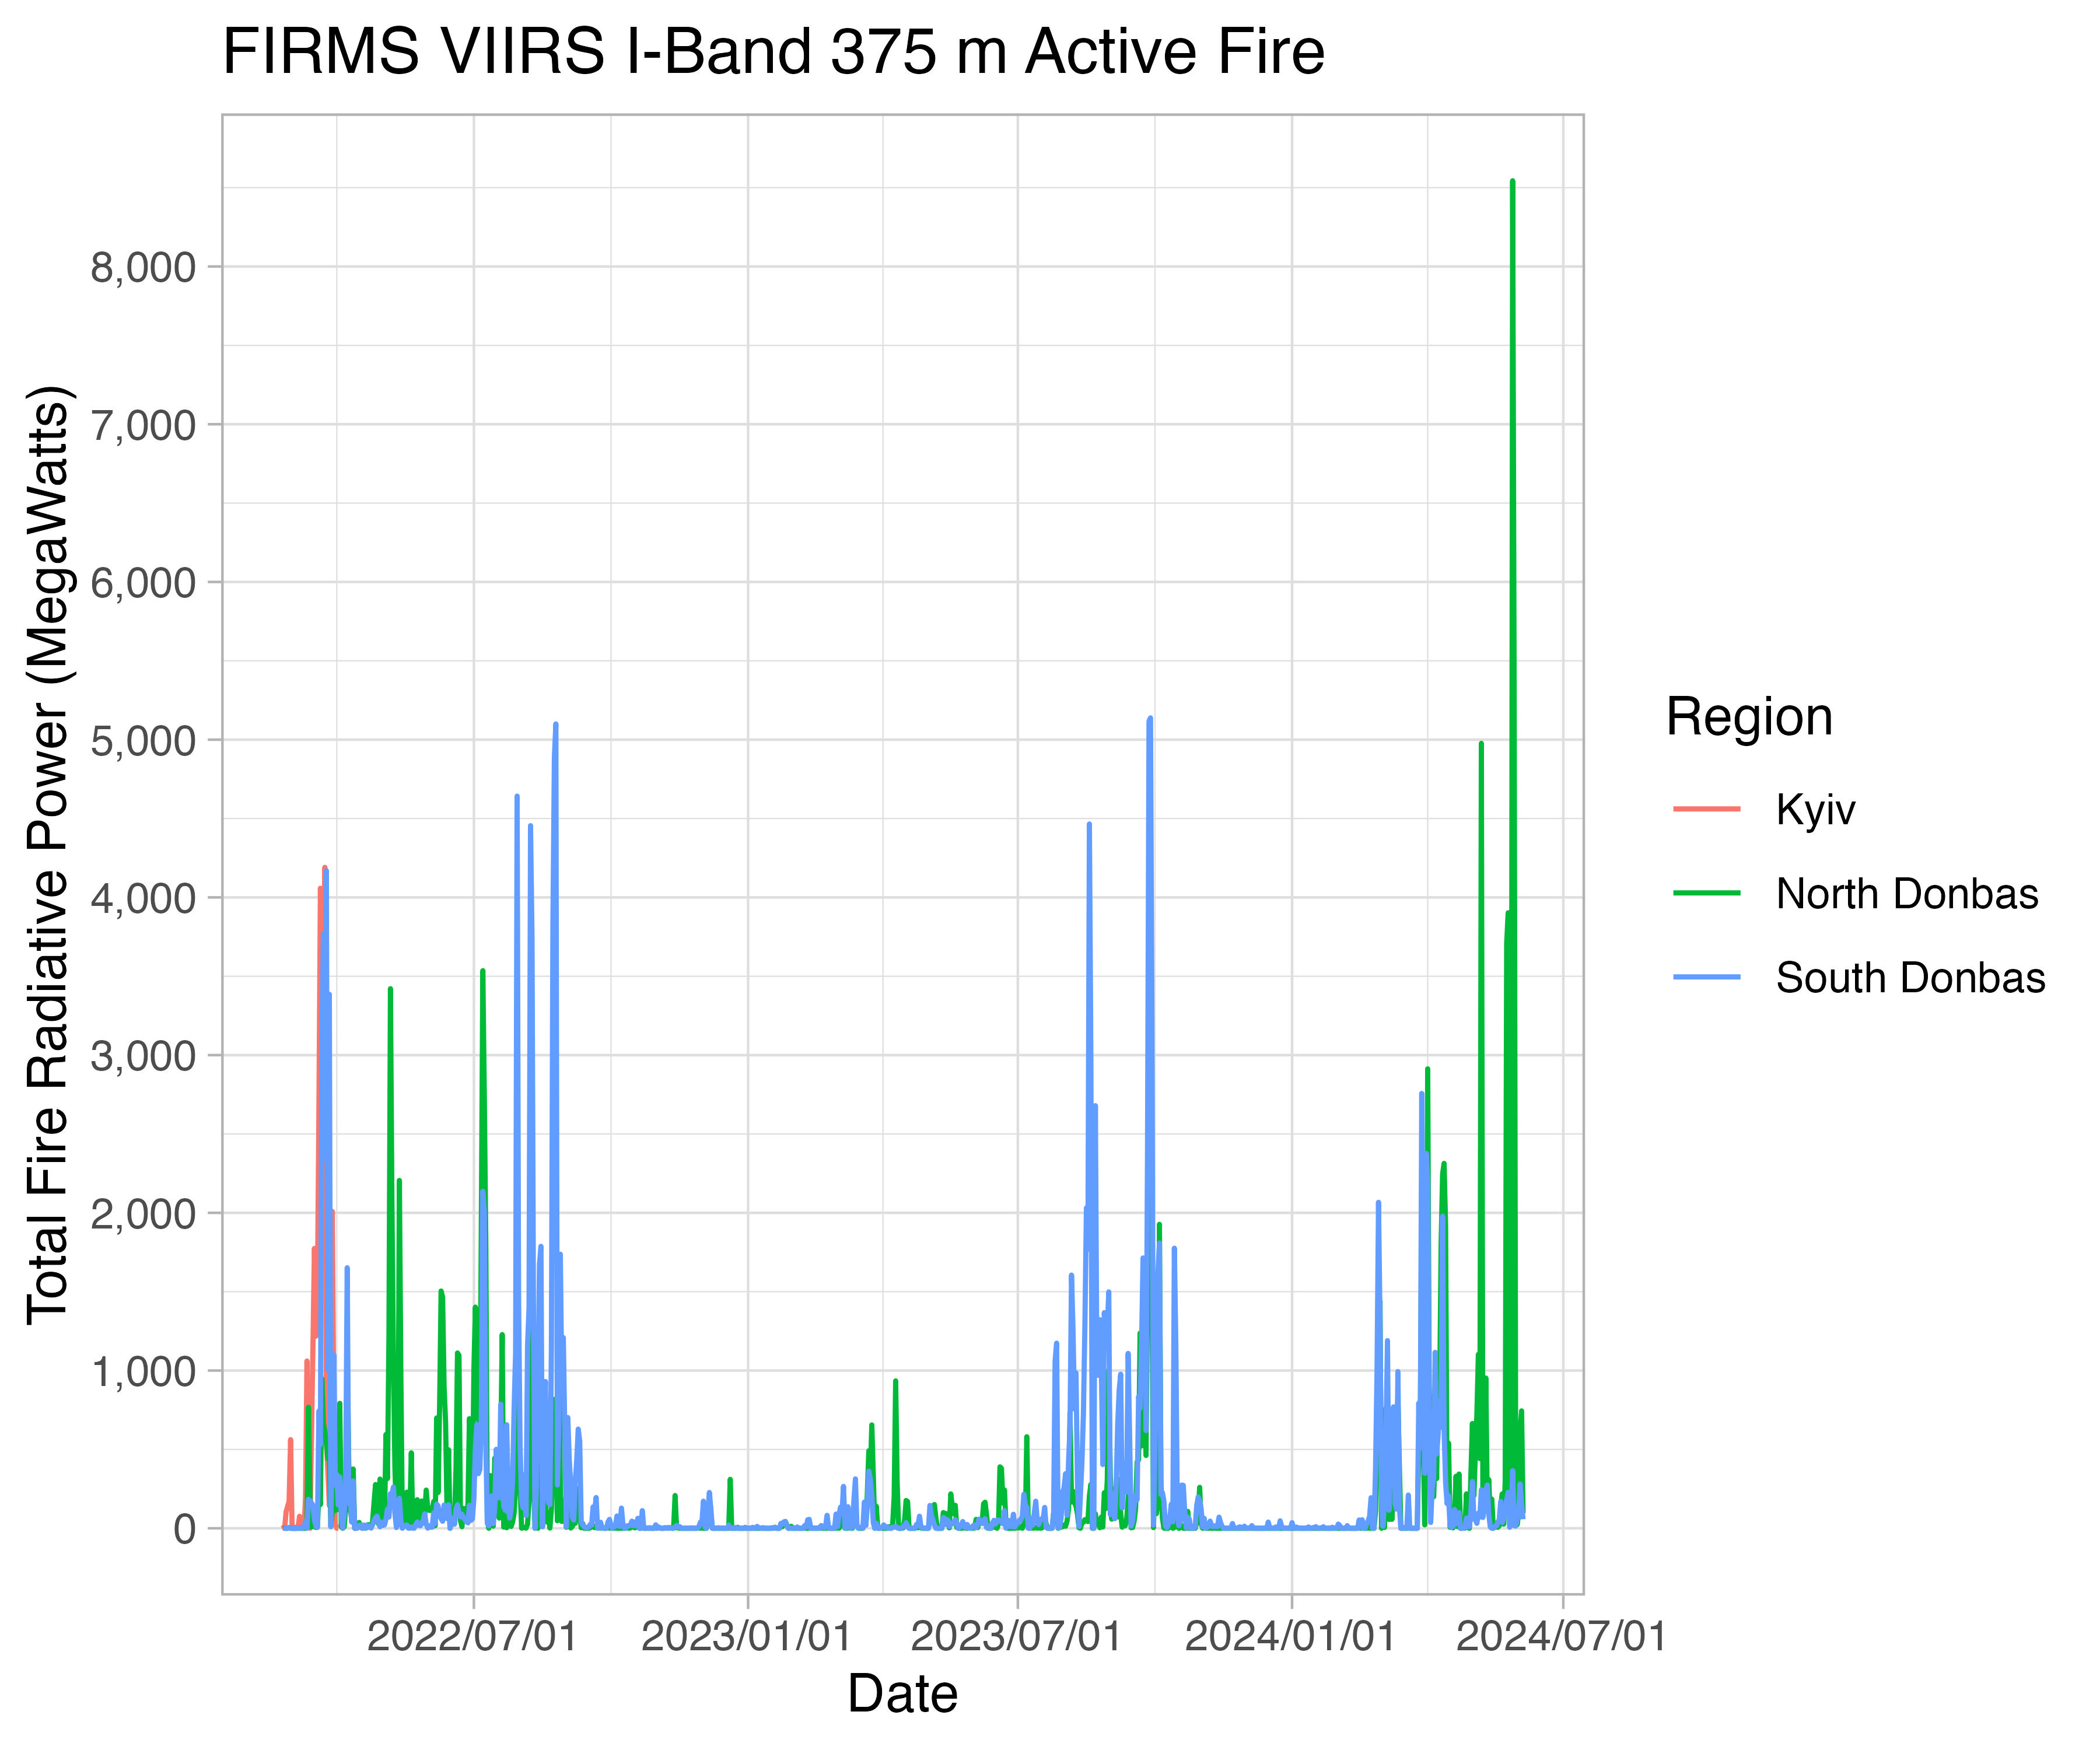 FIRMS VIIRS I-Band 375 m Active Fire
Total Fire Radiative Power (MegaWatts)
8,000
7,000
6,000
5,000
4,000
3,000
2,000
1,000
0
2022/07/01
2023/01/01
2023/07/01
2024/01/01
2024/07/01
Date
Region
Kyiv
North Donbas
South Donbas